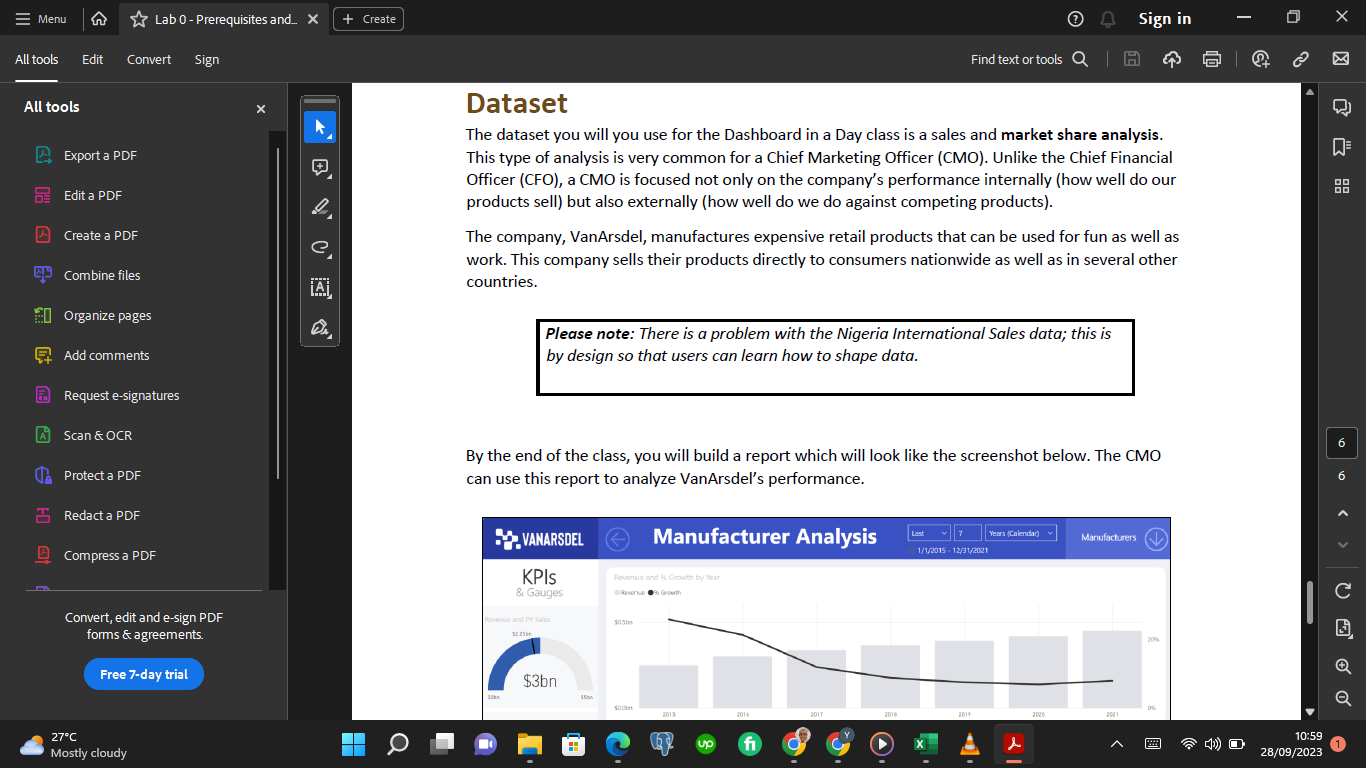 Menu
Lab 0 - Prerequisites and...
Create
Sign in
All tools
Edit
Convert
Sign
Find text or tools
All tools
Export a PDF
Edit a PDF
Create a PDF
Combine files
Organize pages
Add comments
Request e-signatures
Scan & OCR
Protect a PDF
Redact a PDF
Compress a PDF
Convert, edit and e-sign PDF
forms & agreements.
Free 7-day trial
Dataset
The dataset you will you use for the Dashboard in a Day class is a sales and market share analysis.
This type of analysis is very common for a Chief Marketing Officer (CMO). Unlike the Chief Financial
Officer (CFO), a CMO is focused not only on the company’s performance internally (how well do our
products sell) but also externally (how well do we do against competing products).
The company, VanArsdel, manufactures expensive retail products that can be used for fun as well as
work. This company sells their products directly to consumers nationwide as well as in several other
countries.
Please note: There is a problem with the Nigeria International Sales data; this is
by design so that users can learn how to shape data.
By the end of the class, you will build a report which will look like the screenshot below. The CMO
can use this report to analyze VanArsdel’s performance.
VANARSDEL
Manufacturer Analysis
Last
7
Years (Calendar)
1/1/2015 - 12/31/2021
Manufacturers
KPIs
& Gauges
Revenue and PY Sales
$2.25bn
$3bn
$0bn
$5bn
Revenue and % Growth by Year
Revenue
% Growth
$0.5bn
$0.0bn
20%
0%
2015
2016
2017
2018
2019
2020
2021
6
6
27°C
Mostly cloudy
up
fi
Y
10:59
28/09/2023
1